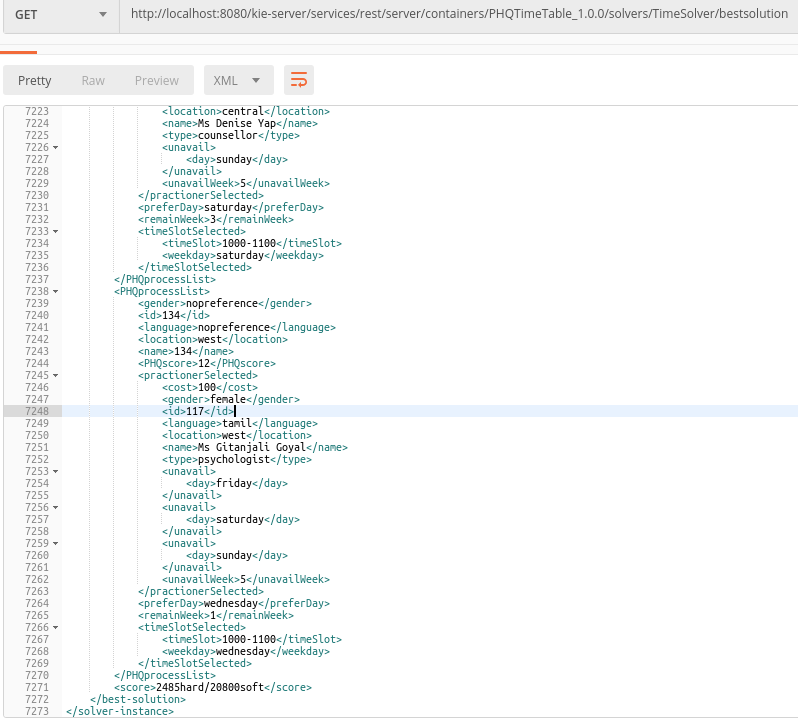 GET http://localhost:8080/kie-server/services/rest/server/containers/PHQTimeTable_1.0.0/solvers/TimeSolver/bestsolution
Pretty Raw Preview XML
7223 <location>central</location>
7224 <name>Ms Denise Yap</name>
7225 <type>counsellor</type>
7226 <unavail>
7227 <day>sunday</day>
7228 </unavail>
7229 <unavailWeek>5</unavailWeek>
7230 </practionerSelected>
7231 <preferDay>saturday</preferDay>
7232 <remainWeek>3</remainWeek>
7233 <timeSlotSelected>
7234 <timeSlot>1000-1100</timeSlot>
7235 <weekday>saturday</weekday>
7236 </timeSlotSelected>
7237 </PHQprocessList>
7238 <PHQprocessList>
7239 <gender>nopreference</gender>
7240 <id>134</id>
7241 <language>nopreference</language>
7242 <location>west</location>
7243 <name>134</name>
7244 <PHQscore>12</PHQscore>
7245 <practionerSelected>
7246 <cost>100</cost>
7247 <gender>female</gender>
7248 <id>117</id>
7249 <language>tamil</language>
7250 <location>west</location>
7251 <name>Ms Gitanjali Goyal</name>
7252 <type>psychologist</type>
7253 <unavail>
7254 <day>friday</day>
7255 </unavail>
7256 <unavail>
7257 <day>saturday</day>
7258 </unavail>
7259 <unavail>
7260 <day>sunday</day>
7261 </unavail>
7262 <unavailWeek>5</unavailWeek>
7263 </practionerSelected>
7264 <preferDay>wednesday</preferDay>
7265 <remainWeek>1</remainWeek>
7266 <timeSlotSelected>
7267 <timeSlot>1000-1100</timeSlot>
7268 <weekday>wednesday</weekday>
7269 </timeSlotSelected>
7270 </PHQprocessList>
7271 <score>2485hard/20800soft</score>
7272 </best-solution>
7273 </solver-instance>